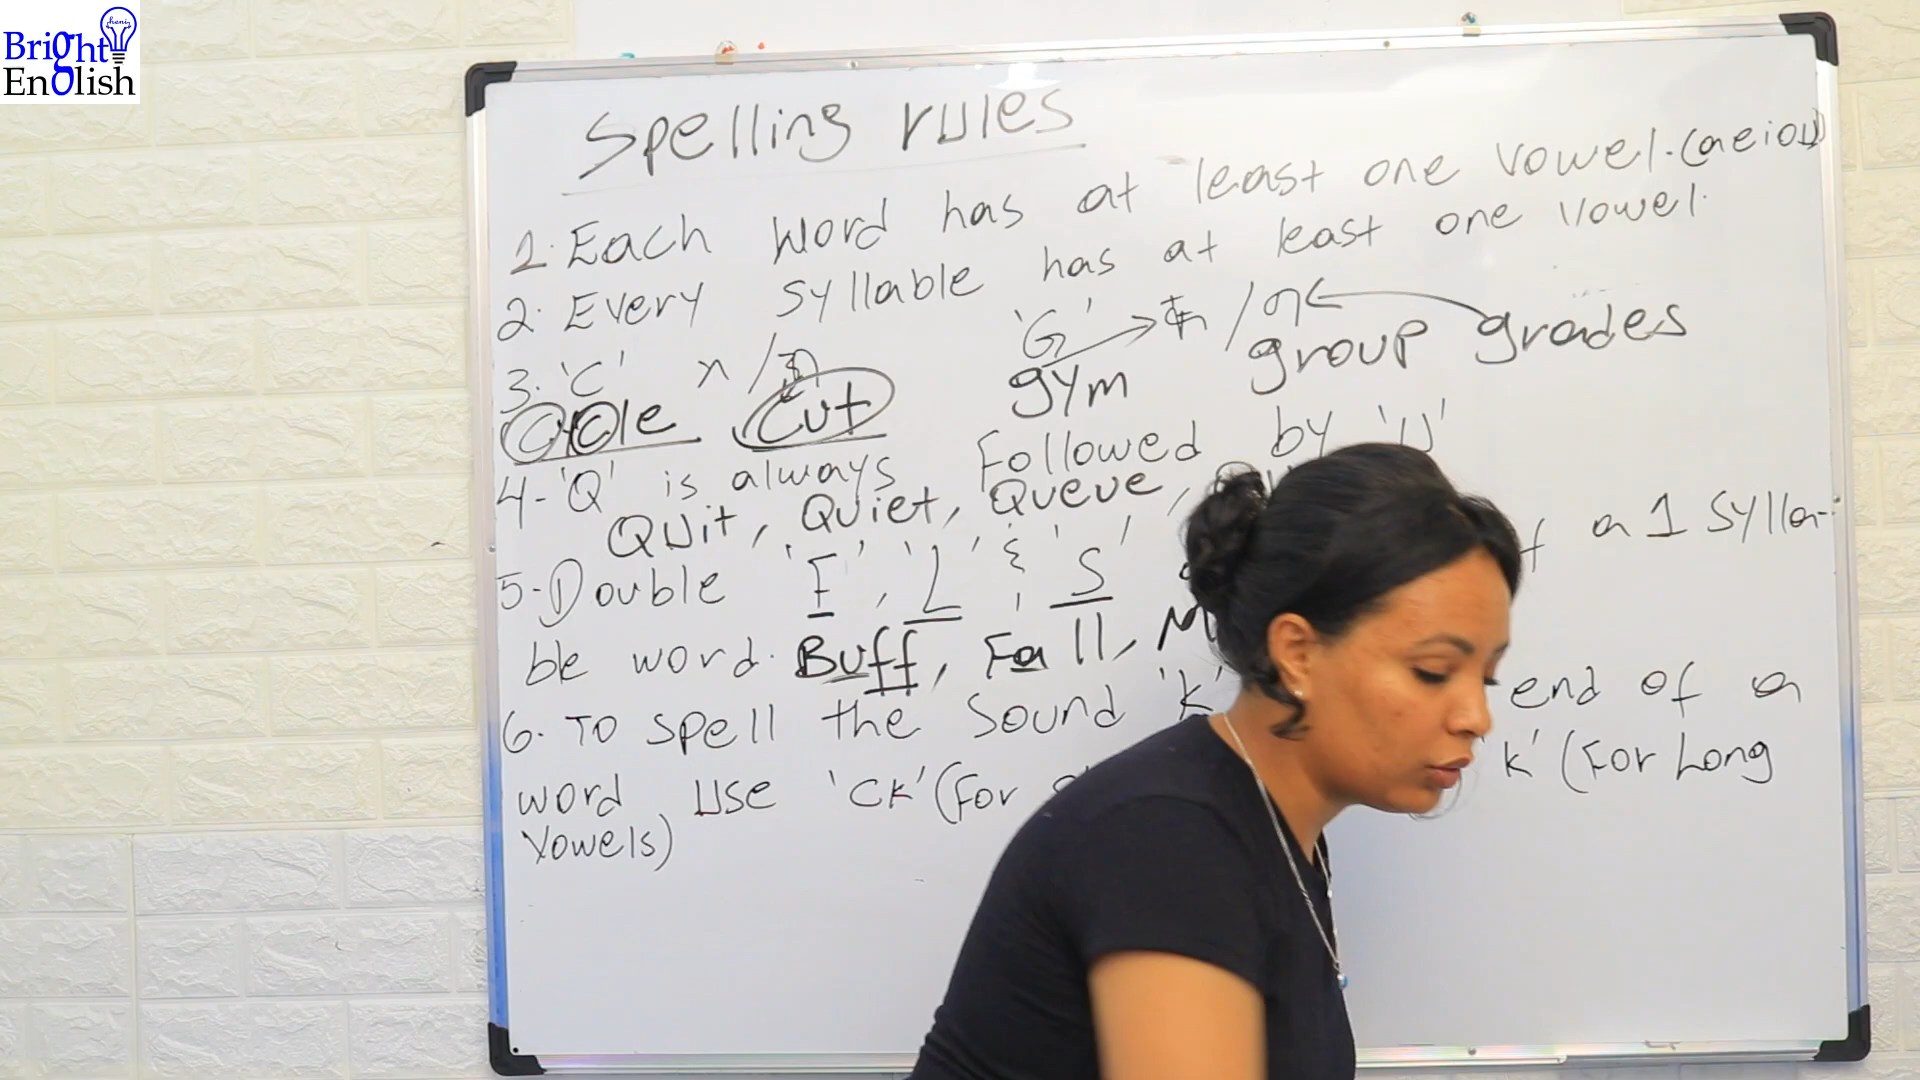 heni
Bright
English
Spelling rules
1. Each word has at least one vowel. (aeiou)
2. Every syllable has at least one vowel.
3. 'C' 'G'
Cycle Cut gym group grades
4- 'Q' is always followed by 'U'
Quit, Quiet, Queue,
5- Double 'F', 'L' & 'S' a 1 sylla-
ble word. Buff, Fall,
6. To spell the sound 'K' end of a
word use 'CK' (For 'K' (For Long
Vowels)